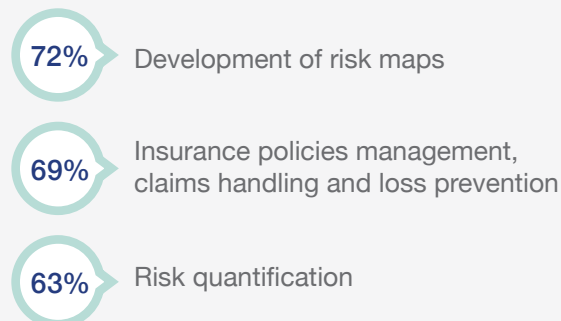 72%
Development of risk maps
69%
Insurance policies management,
claims handling and loss prevention
63%
Risk quantification